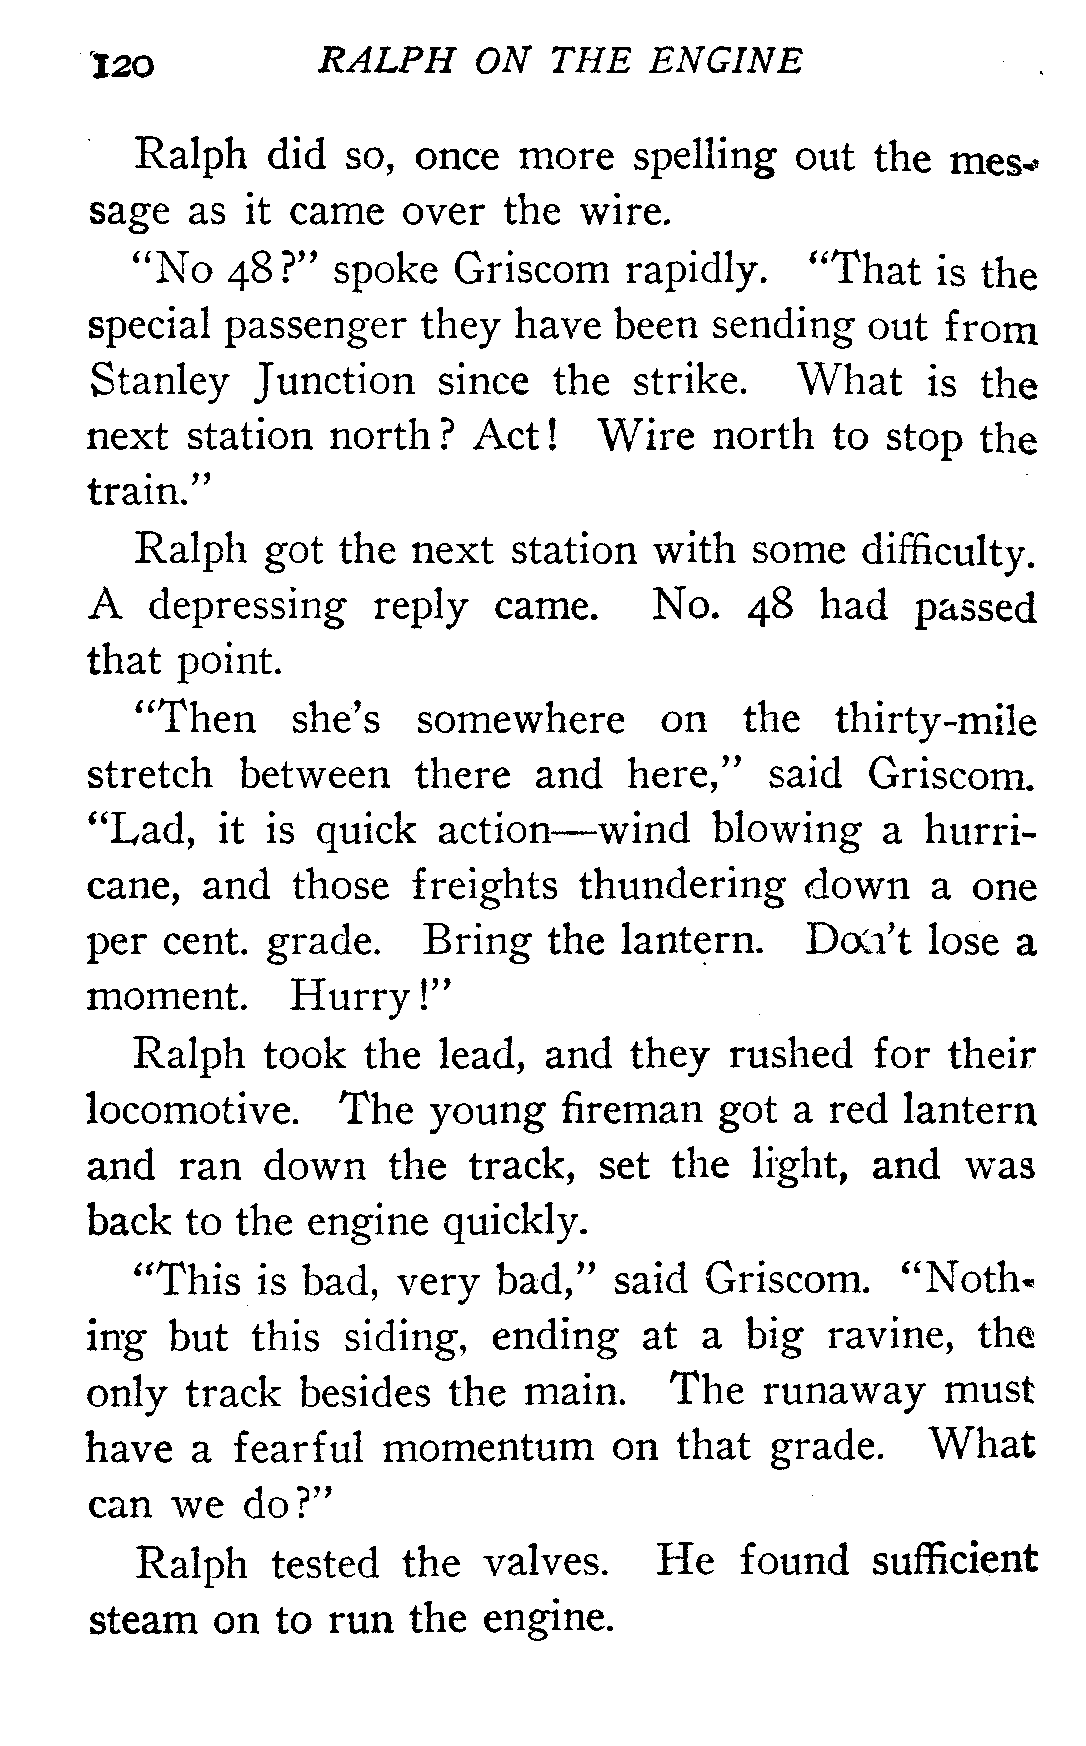 120 RALPH ON THE ENGINE
Ralph did so, once more spelling out the mes-
sage as it came over the wire.
“No 48?” spoke Griscom rapidly. “That is the
special passenger they have been sending out from
Stanley Junction since the strike. What is the
next station north? Act! Wire north to stop the
train.”
Ralph got the next station with some difficulty.
A depressing reply came. No. 48 had passed
that point.
“Then she’s somewhere on the thirty-mile
stretch between there and here,” said Griscom.
“Lad, it is quick action—wind blowing a hurri-
cane, and those freights thundering down a one
per cent. grade. Bring the lantern. Don’t lose a
moment. Hurry!”
Ralph took the lead, and they rushed for their
locomotive. The young fireman got a red lantern
and ran down the track, set the light, and was
back to the engine quickly.
“This is bad, very bad,” said Griscom. “Noth-
ing but this siding, ending at a big ravine, the
only track besides the main. The runaway must
have a fearful momentum on that grade. What
can we do?”
Ralph tested the valves. He found sufficient
steam on to run the engine.